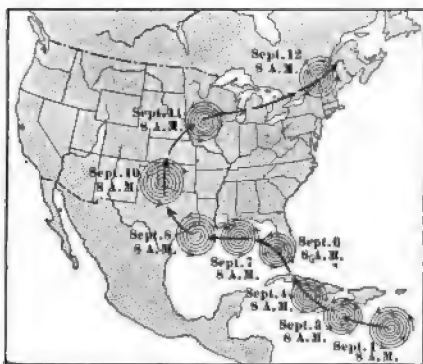 Sept. 12
8 A.M.
Sept. 11
8 A.M.
Sept. 10
8 A.M.
Sept. 8
8 A.M.
Sept. 7
8 A.M.
Sept. 6
8 A.M.
Sept. 4
8 A.M.
Sept.
8 A.M.
Sept. 1
8 A.M.